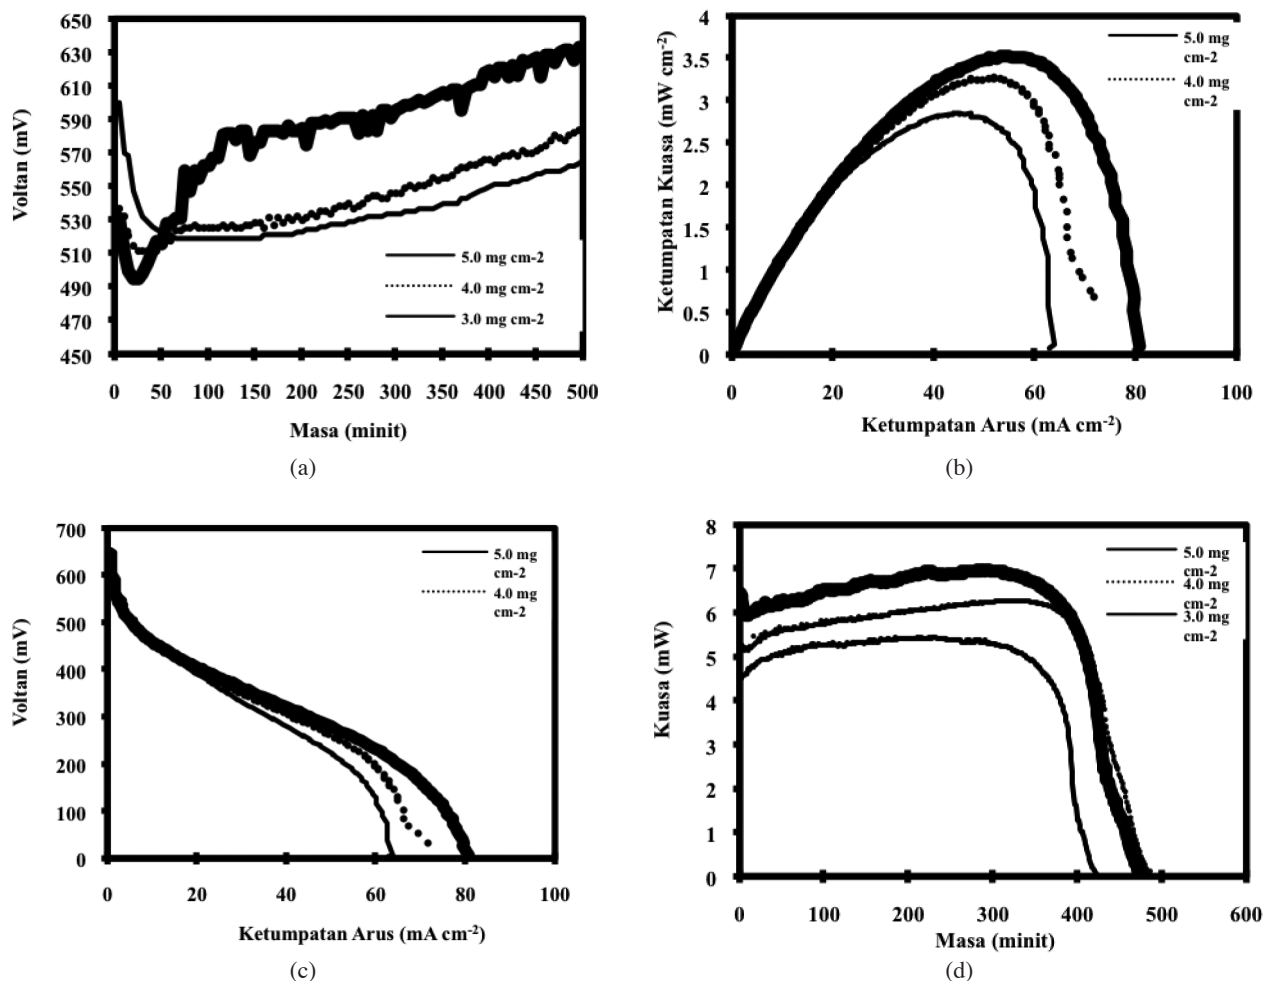 650
630
610
590
570
550
530
510
490
470
450
Voltan (mV)
5.0 mg cm-2
4.0 mg cm-2
3.0 mg cm-2
0 50 100 150 200 250 300 350 400 450 500
Masa (minit)
(a)
4
3.5
3
2.5
2
1.5
1
0.5
0
Ketumpatan Kuasa (mW cm-2)
5.0 mg
cm-2
4.0 mg
cm-2
0 20 40 60 80 100
Ketumpatan Arus (mA cm-2)
(b)
700
600
500
400
300
200
100
0
Voltan (mV)
5.0 mg
cm-2
4.0 mg
cm-2
0 20 40 60 80 100
Ketumpatan Arus (mA cm-2)
(c)
8
7
6
5
4
3
2
1
0
Kuasa (mW)
5.0 mg
cm-2
4.0 mg
cm-2
3.0 mg
cm-2
0 100 200 300 400 500 600
Masa (minit)
(d)